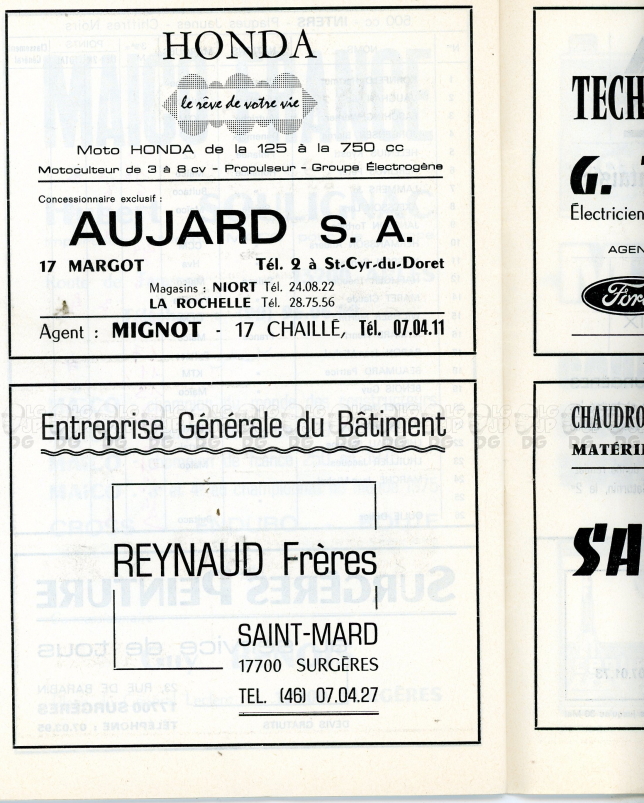 HONDA
le rêve de votre vie
Moto HONDA de la 125 à la 750 cc
Motoculteur de 3 à 8 cv - Propulseur - Groupe Électrogène
Concessionnaire exclusif :
AUJARD S. A.
17 MARGOT Tél. 2 à St-Cyr-du-Doret
Magasins : NIORT Tél. 24.08.22
LA ROCHELLE Tél. 28.75.56
Agent : MIGNOT - 17 CHAILLÉ, Tél. 07.04.11
Entreprise Générale du Bâtiment
REYNAUD Frères
SAINT-MARD
17700 SURGÈRES
TEL. (46) 07.04.27
TECH
G.
Électricien
AGEN
Ford
CHAUDRO
MATÉRI
SA